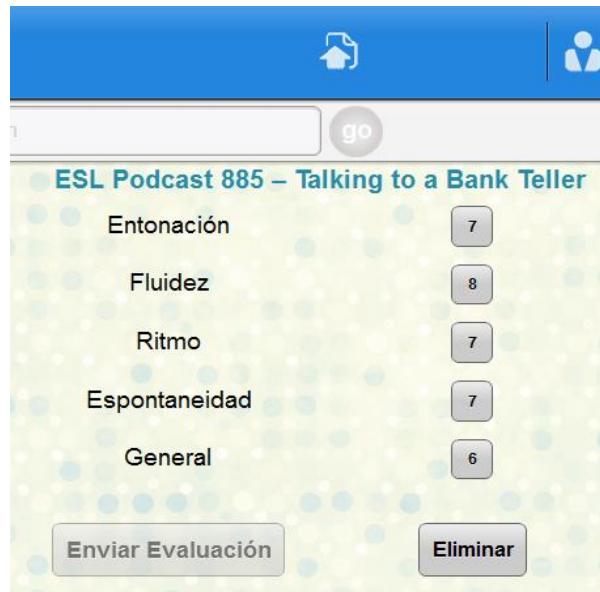 go
ESL Podcast 885 – Talking to a Bank Teller
Entonación 7
Fluidez 8
Ritmo 7
Espontaneidad 7
General 6
Enviar Evaluación Eliminar